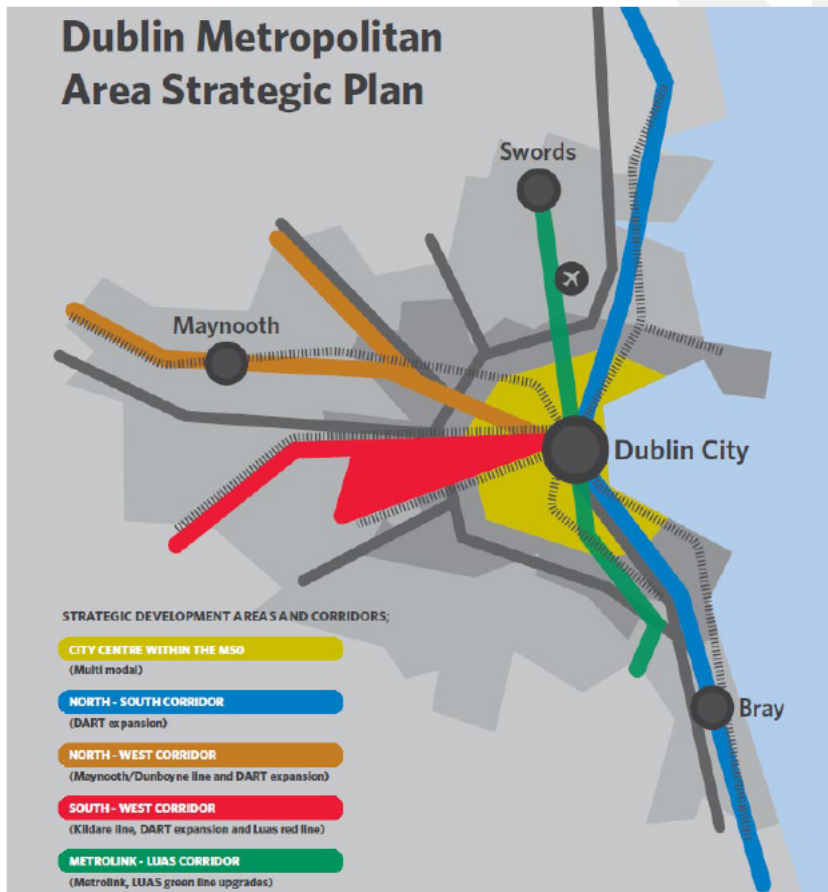 Dublin Metropolitan
Area Strategic Plan
Swords
Maynooth
Dublin City
Bray
STRATEGIC DEVELOPMENT AREAS AND CORRIDORS;
CITY CENTRE WITHIN THE M50
(Multi modal)
NORTH - SOUTH CORRIDOR
(DART expansion)
NORTH - WEST CORRIDOR
(Maynooth/Dunboyne line and DART expansion)
SOUTH - WEST CORRIDOR
(Kildare line, DART expansion and Luas red line)
METROLINK - LUAS CORRIDOR
(Metrolink, LUAS green line upgrades)